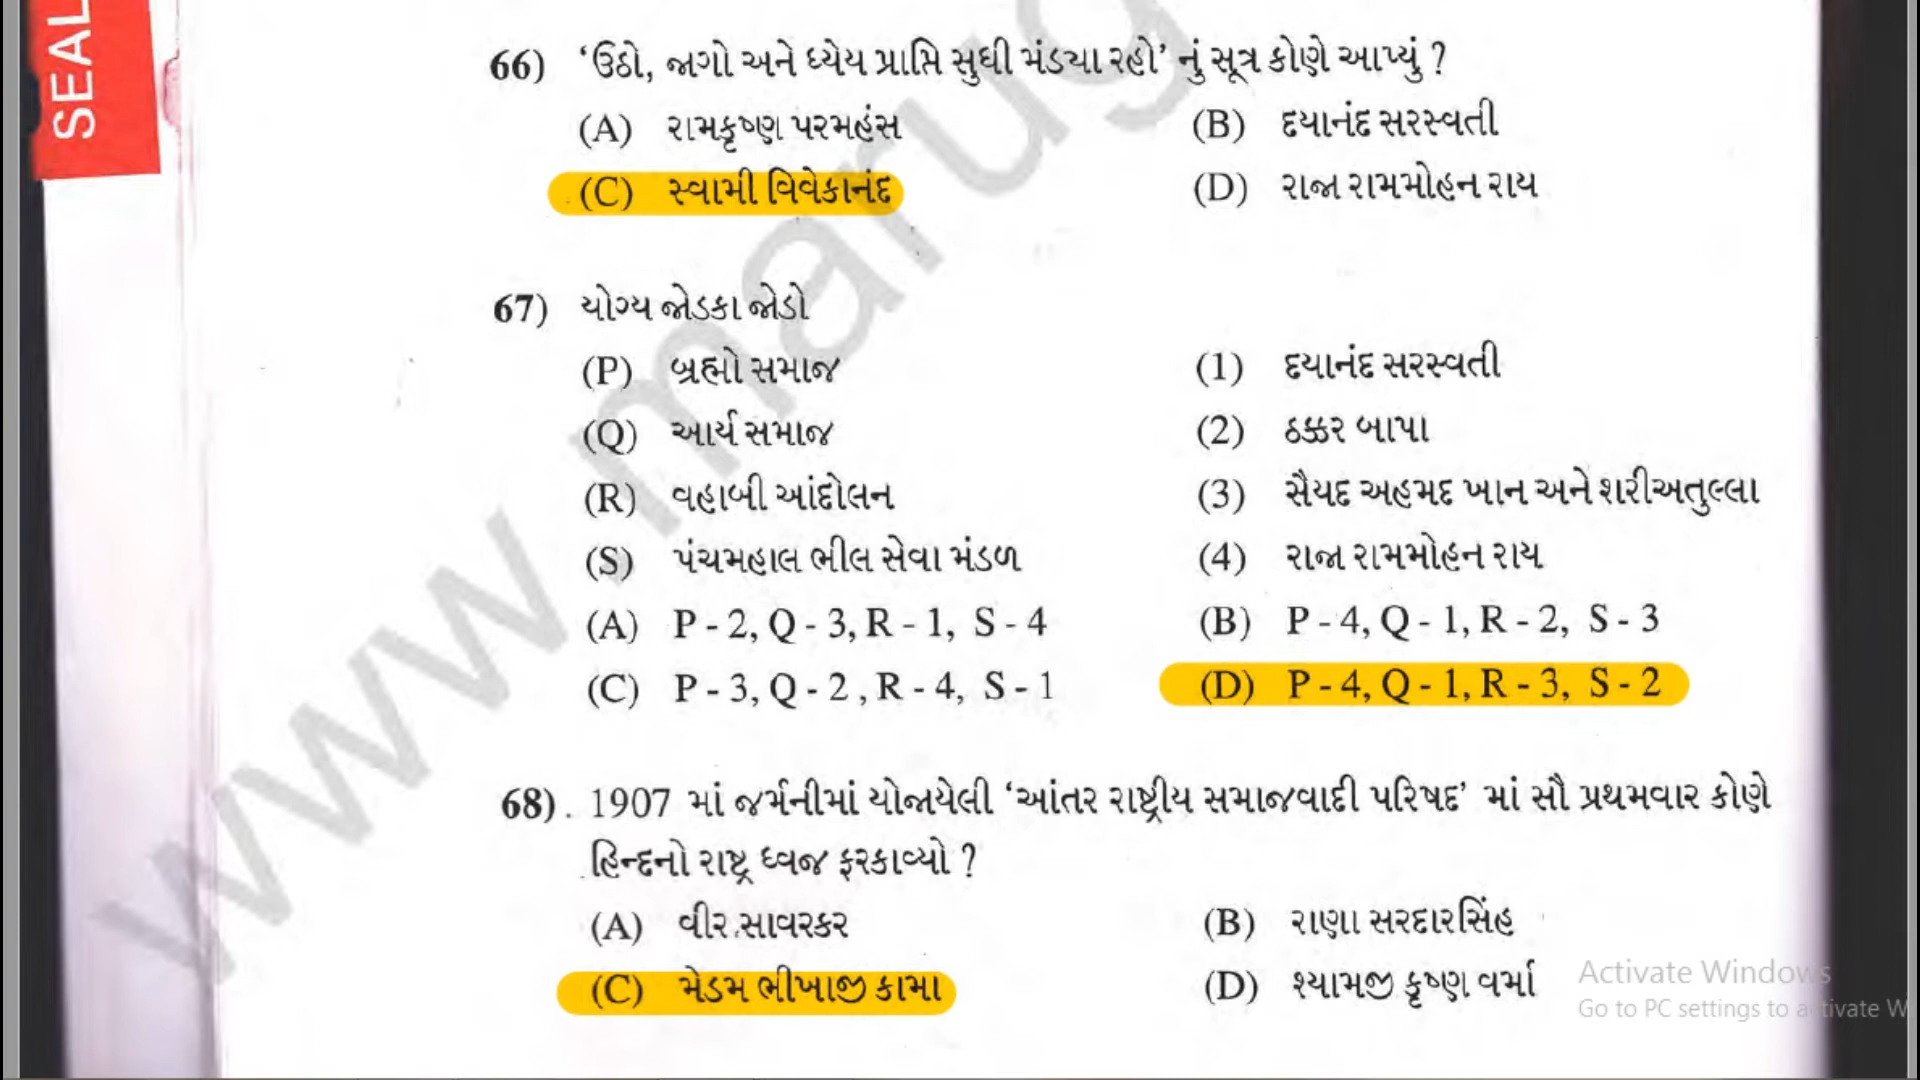 SEAL
66) ‘ઉઠો, જાગો અને ધ્યેય પ્રાપ્તિ સુધી મંડ્યા રહો’ નું સૂત્ર કોણે આપ્યું ?
(A) રામકૃષ્ણ પરમહંસ (B) દયાનંદ સરસ્વતી
(C) સ્વામી વિવેકાનંદ (D) રાજા રામમોહન રાય
67) યોગ્ય જોડકા જોડો
(P) બ્રહ્મો સમાજ (1) દયાનંદ સરસ્વતી
(Q) આર્ય સમાજ (2) ઠક્કર બાપા
(R) વહાબી આંદોલન (3) સૈયદ અહમદ ખાન અને શરીઅતુલ્લા
(S) પંચમહાલ ભીલ સેવા મંડળ (4) રાજા રામમોહન રાય
(A) P - 2, Q - 3, R - 1, S - 4 (B) P - 4, Q - 1, R - 2, S - 3
(C) P - 3, Q - 2 , R - 4, S - 1 (D) P - 4, Q - 1, R - 3, S - 2
68) . 1907 માં જર્મનીમાં યોજાયેલી ‘આંતર રાષ્ટ્રીય સમાજવાદી પરિષદ’ માં સૌ પ્રથમવાર કોણે
હિન્દનો રાષ્ટ્ર ધ્વજ ફરકાવ્યો ?
(A) વીર સાવરકર (B) રાણા સરદારસિંહ
(C) મેડમ ભીખાજી કામા (D) શ્યામજી કૃષ્ણ વર્મા
Activate Windows
Go to PC settings to activate W
www.marug